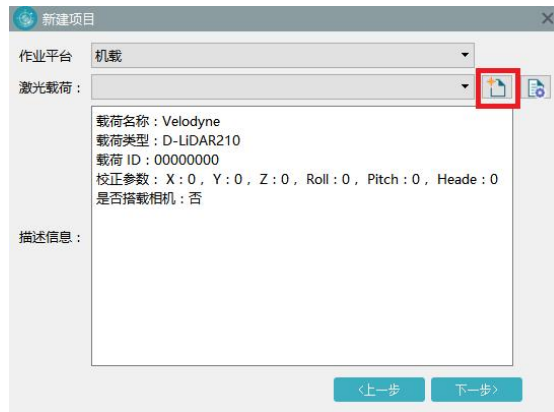 新建项目
作业平台 机载
激光载荷：
载荷名称：Velodyne
载荷类型：D-LiDAR210
载荷 ID：00000000
校正参数： X：0， Y：0， Z：0， Roll：0， Pitch：0， Heade：0
是否搭载相机：否
描述信息：
<上一步 下一步>